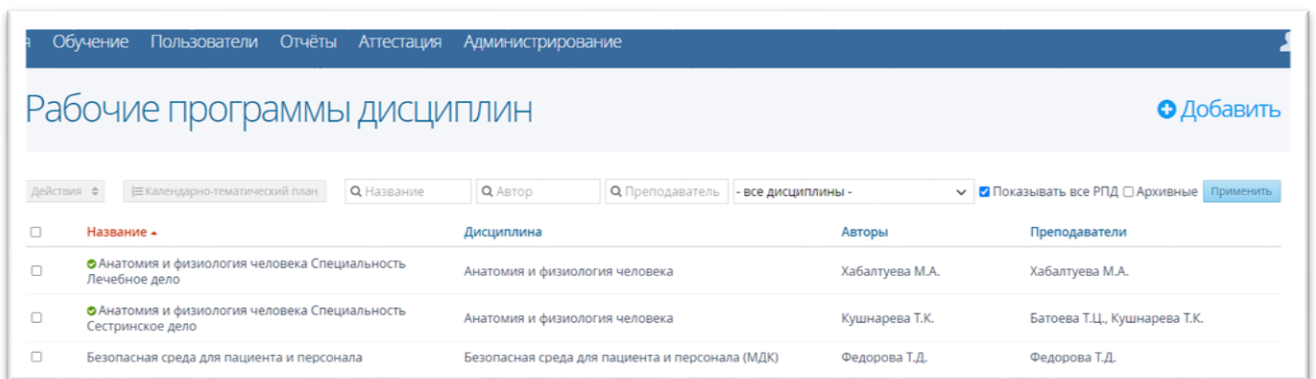 я Обучение Пользователи Отчёты Аттестация Администрирование
Рабочие программы дисциплин Добавить
Действия Календарно-тематический план Название Автор Преподаватель - все дисциплины - Показывать все РПД Архивные Применить
Название Дисциплина Авторы Преподаватели
Анатомия и физиология человека Специальность
Лечебное дело Анатомия и физиология человека Хабалтуева М.А. Хабалтуева М.А.
Анатомия и физиология человека Специальность
Сестринское дело Анатомия и физиология человека Кушнарева Т.К. Батоева Т.Ц., Кушнарева Т.К.
Безопасная среда для пациента и персонала Безопасная среда для пациента и персонала (МДК) Федорова Т.Д. Федорова Т.Д.